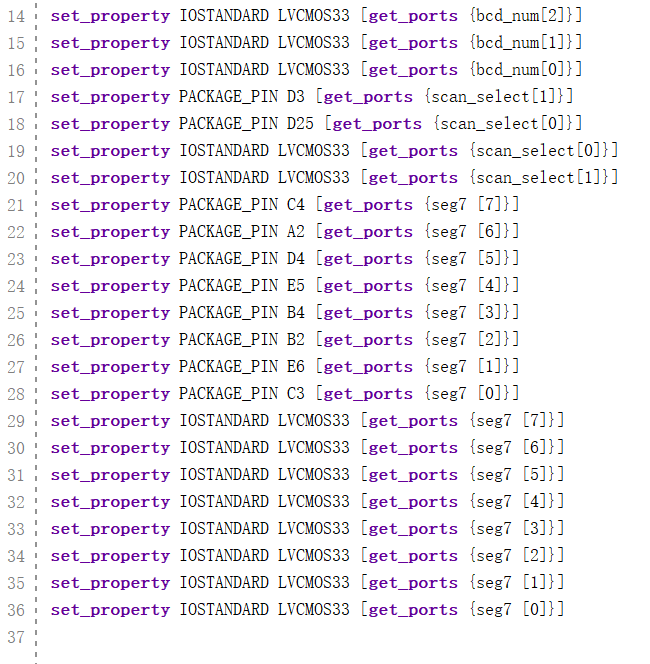 14 set_property IOSTANDARD LVCMOS33 [get_ports {bcd_num[2]}]
15 set_property IOSTANDARD LVCMOS33 [get_ports {bcd_num[1]}]
16 set_property IOSTANDARD LVCMOS33 [get_ports {bcd_num[0]}]
17 set_property PACKAGE_PIN D3 [get_ports {scan_select[1]}]
18 set_property PACKAGE_PIN D25 [get_ports {scan_select[0]}]
19 set_property IOSTANDARD LVCMOS33 [get_ports {scan_select[0]}]
20 set_property IOSTANDARD LVCMOS33 [get_ports {scan_select[1]}]
21 set_property PACKAGE_PIN C4 [get_ports {seg7 [7]}]
22 set_property PACKAGE_PIN A2 [get_ports {seg7 [6]}]
23 set_property PACKAGE_PIN D4 [get_ports {seg7 [5]}]
24 set_property PACKAGE_PIN E5 [get_ports {seg7 [4]}]
25 set_property PACKAGE_PIN B4 [get_ports {seg7 [3]}]
26 set_property PACKAGE_PIN B2 [get_ports {seg7 [2]}]
27 set_property PACKAGE_PIN E6 [get_ports {seg7 [1]}]
28 set_property PACKAGE_PIN C3 [get_ports {seg7 [0]}]
29 set_property IOSTANDARD LVCMOS33 [get_ports {seg7 [7]}]
30 set_property IOSTANDARD LVCMOS33 [get_ports {seg7 [6]}]
31 set_property IOSTANDARD LVCMOS33 [get_ports {seg7 [5]}]
32 set_property IOSTANDARD LVCMOS33 [get_ports {seg7 [4]}]
33 set_property IOSTANDARD LVCMOS33 [get_ports {seg7 [3]}]
34 set_property IOSTANDARD LVCMOS33 [get_ports {seg7 [2]}]
35 set_property IOSTANDARD LVCMOS33 [get_ports {seg7 [1]}]
36 set_property IOSTANDARD LVCMOS33 [get_ports {seg7 [0]}]
37